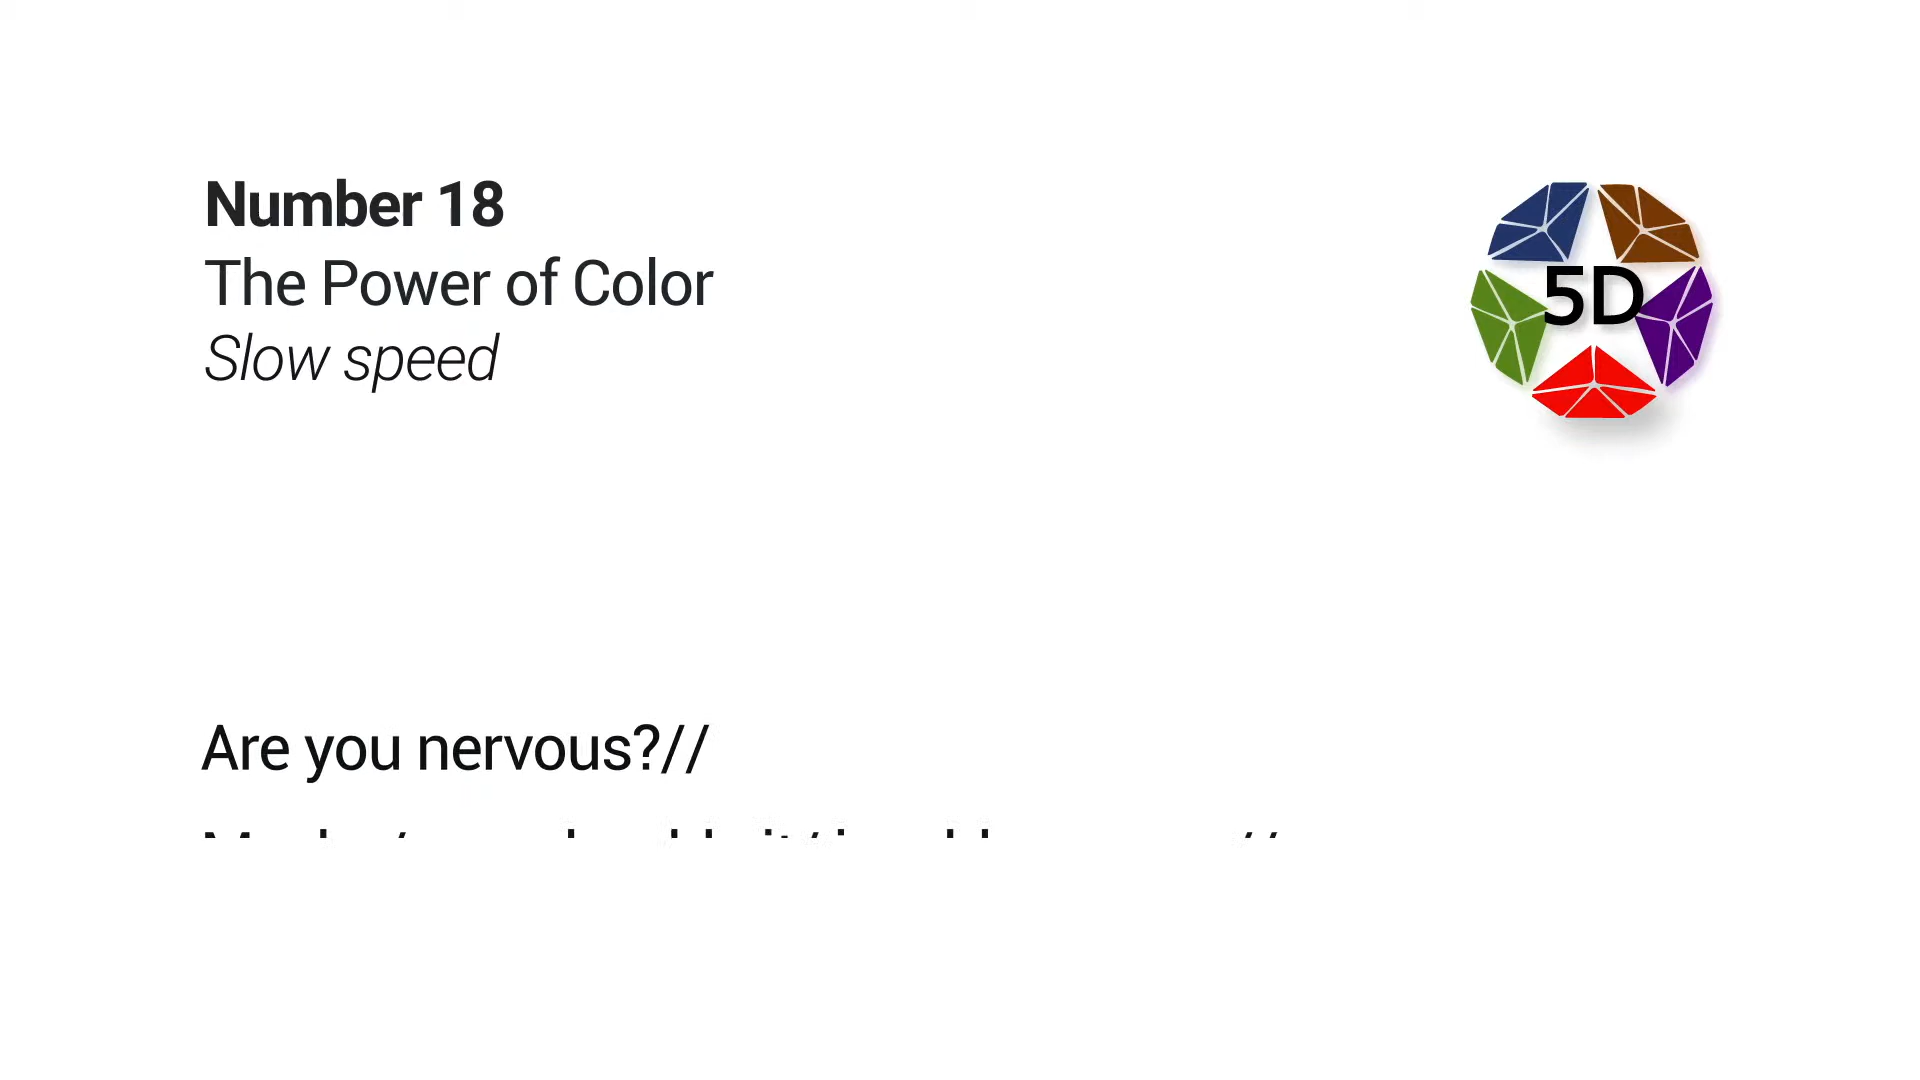 Number 18
The Power of Color
Slow speed
5D
Are you nervous?//